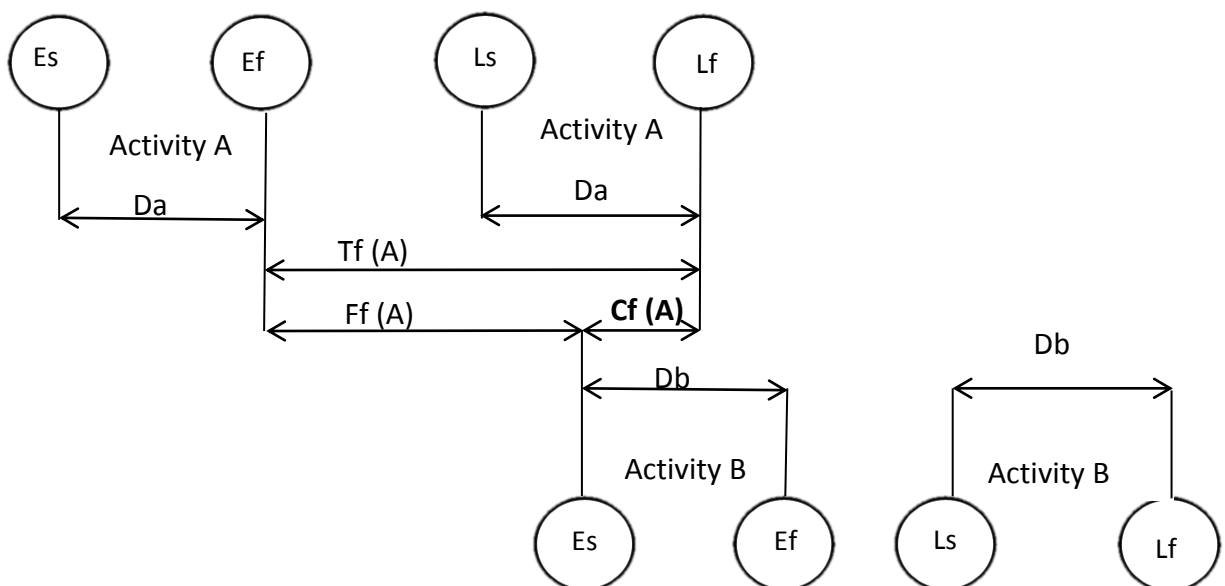 Es
Ef
Ls
Lf
Activity A
Activity A
Da
Da
Tf (A)
Ff (A)
Cf (A)
Db
Db
Activity B
Activity B
Es
Ef
Ls
Lf